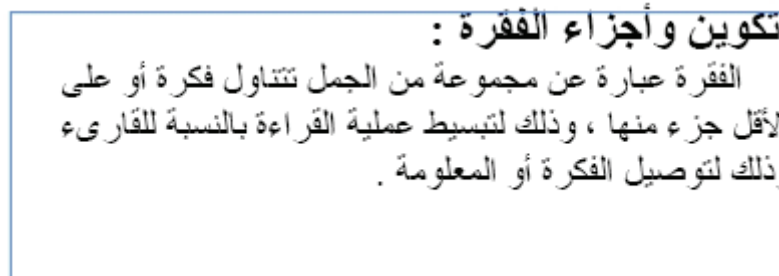 تكوين وأجزاء الفقرة :
الفقرة عبارة عن مجموعة من الجمل تتناول فكرة أو على
لأقل جزء منها ، وذلك لتبسيط عملية القراءة بالنسبة للقارىء
وذلك لتوصيل الفكرة أو المعلومة .